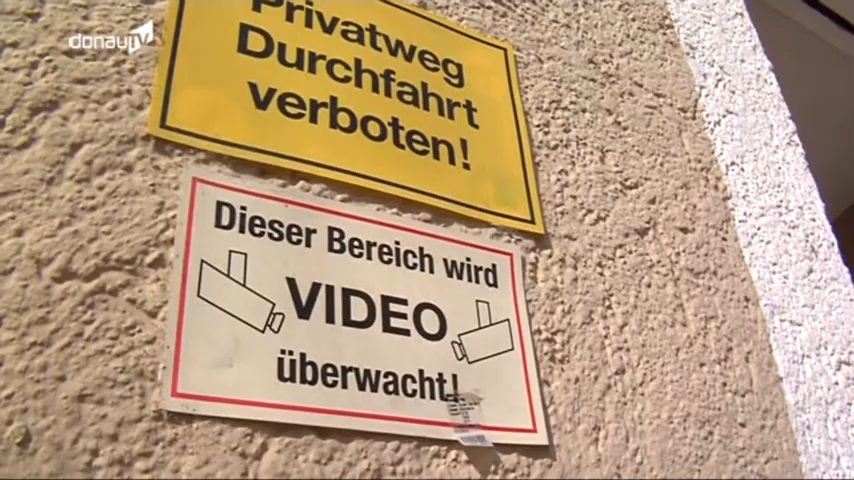 donau TV
Privatweg
Durchfahrt
verboten!
Dieser Bereich wird
VIDEO
überwacht!